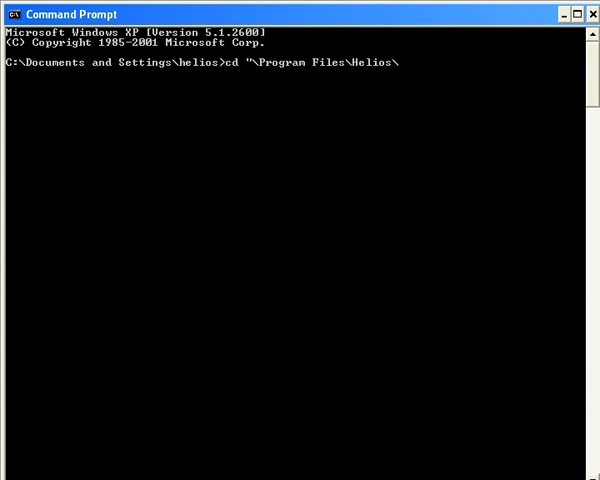 Command Prompt
Microsoft Windows XP [Version 5.1.2600]
(C) Copyright 1985-2001 Microsoft Corp.
C:\Documents and Settings\helios>cd "\Program Files\Helios\